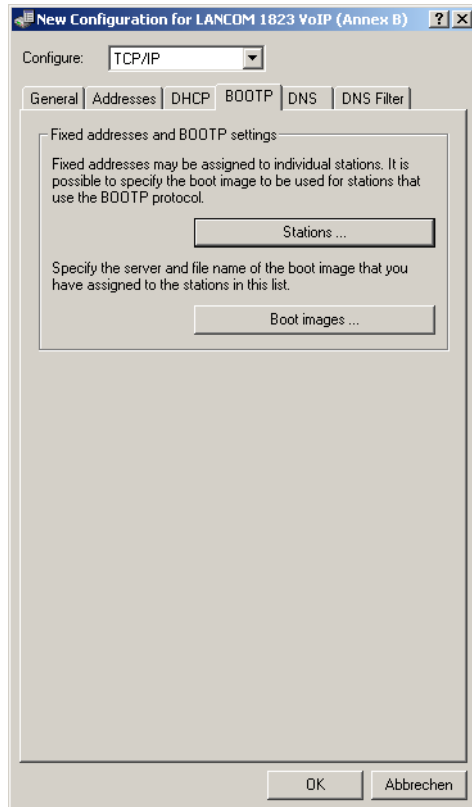 New Configuration for LANCOM 1823 VoIP (Annex B)
Configure: TCP/IP
General Addresses DHCP BOOTP DNS DNS Filter
Fixed addresses and BOOTP settings
Fixed addresses may be assigned to individual stations. It is
possible to specify the boot image to be used for stations that
use the BOOTP protocol.
Stations ...
Specify the server and file name of the boot image that you
have assigned to the stations in this list.
Boot images ...
OK Abbrechen